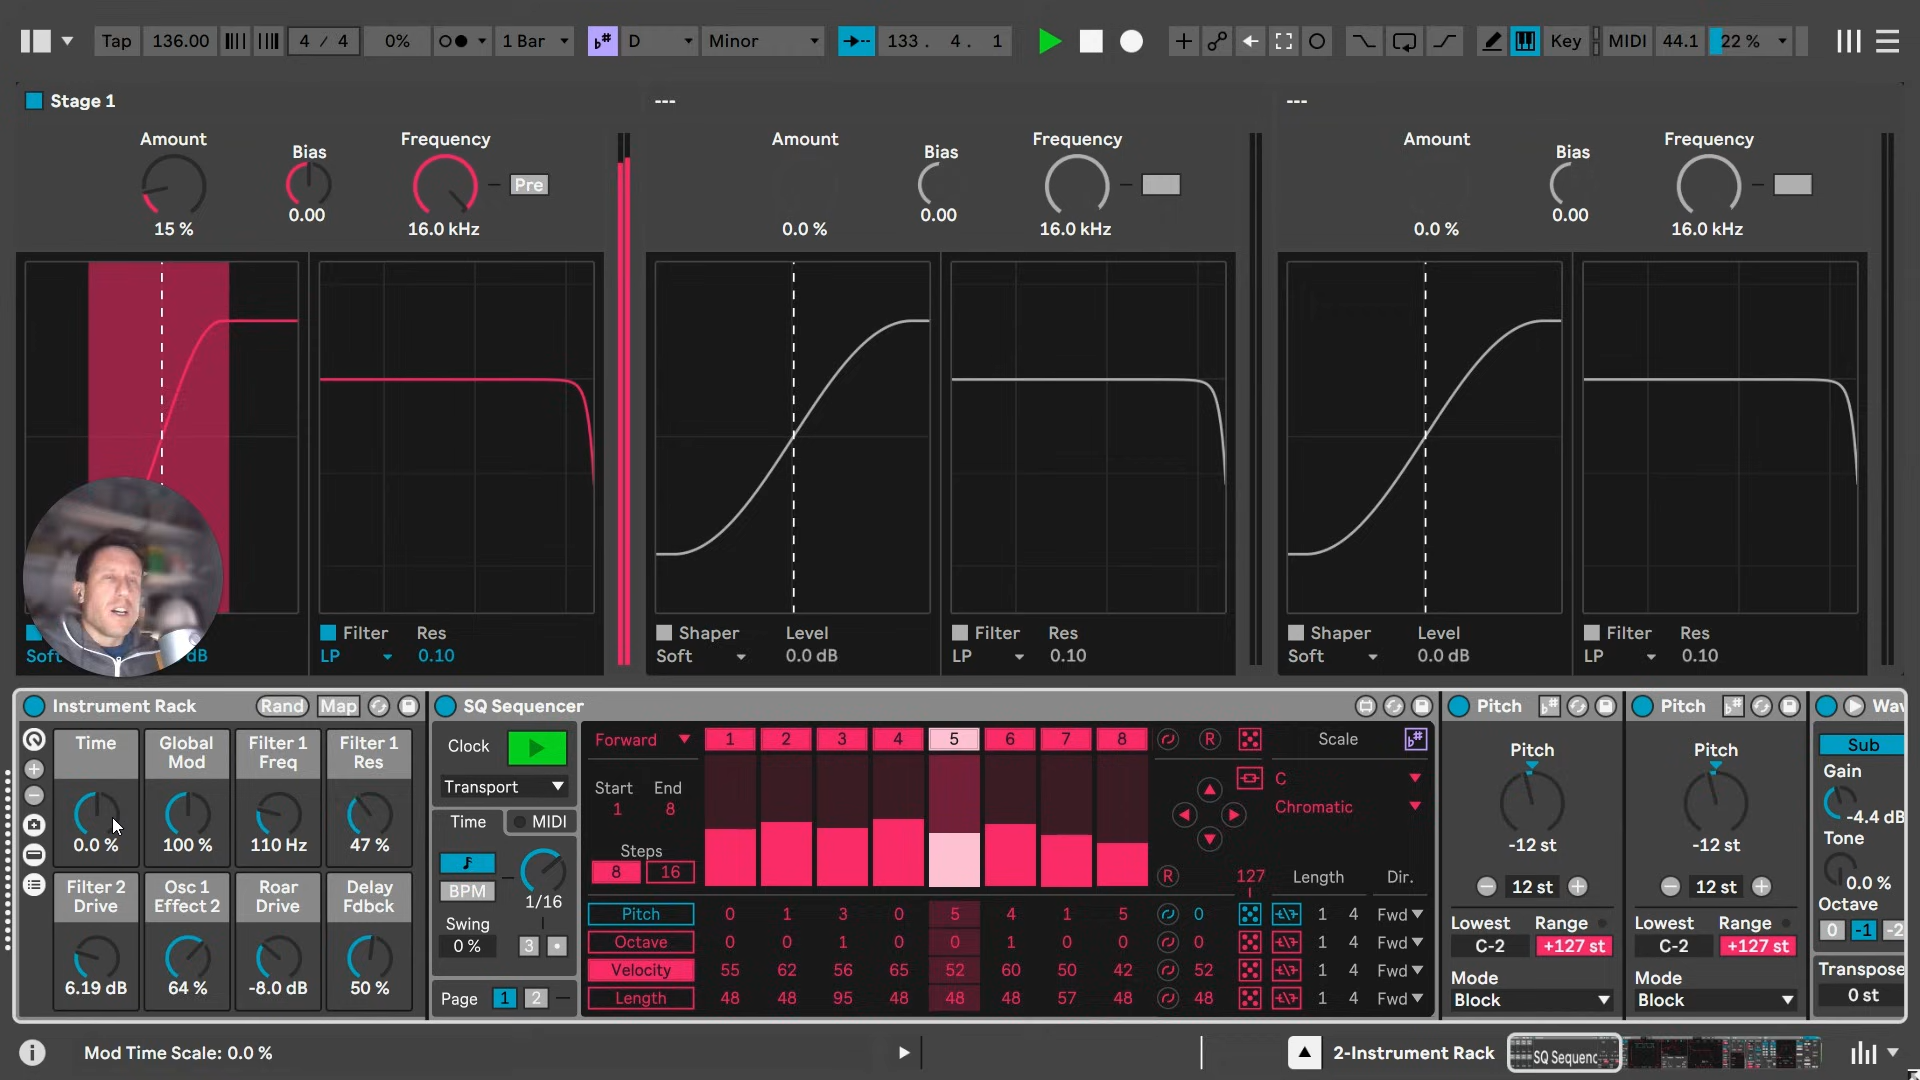 Tap 136.00 4 / 4 0% 1 Bar b# D Minor 133. 4. 1 Key MIDI 44.1 22 %
Stage 1 --- ---
Amount Bias Frequency Amount Bias Frequency Amount Bias Frequency
Pre
15 % 0.00 16.0 kHz 0.0 % 0.00 16.0 kHz 0.0 % 0.00 16.0 kHz
Filter Res Shaper Level Filter Res Shaper Level Filter Res
Soft dB LP 0.10 Soft 0.0 dB LP 0.10 Soft 0.0 dB LP 0.10
Instrument Rack Rand Map SQ Sequencer Pitch b# Pitch b# Wav
Time Global Mod Filter 1 Freq Filter 1 Res
0.0 % 100 % 110 Hz 47 %
Filter 2 Drive Osc 1 Effect 2 Roar Drive Delay Fdbck
6.19 dB 64 % -8.0 dB 50 %
Clock
Transport
Time MIDI
BPM 1/16
Swing
0 % 3
Page 1 2
Forward 1 2 3 4 5 6 7 8 R Scale b#
Start End
1 8
C
Chromatic
Steps
8 16
R 127 Length Dir.
Pitch 0 1 3 0 5 4 1 5 0 1 4 Fwd
Octave 0 0 1 0 0 1 0 0 0 1 4 Fwd
Velocity 55 62 56 65 52 60 50 42 52 1 4 Fwd
Length 48 48 95 48 48 48 57 48 48 1 4 Fwd
Pitch
-12 st
12 st
Lowest Range
C-2 +127 st
Mode
Block
Pitch
-12 st
12 st
Lowest Range
C-2 +127 st
Mode
Block
Sub
Gain
-4.4 dB
Tone
0.0 %
Octave
0 -1 -2
Transpose
0 st
Mod Time Scale: 0.0 % 2-Instrument Rack SQ Sequenc